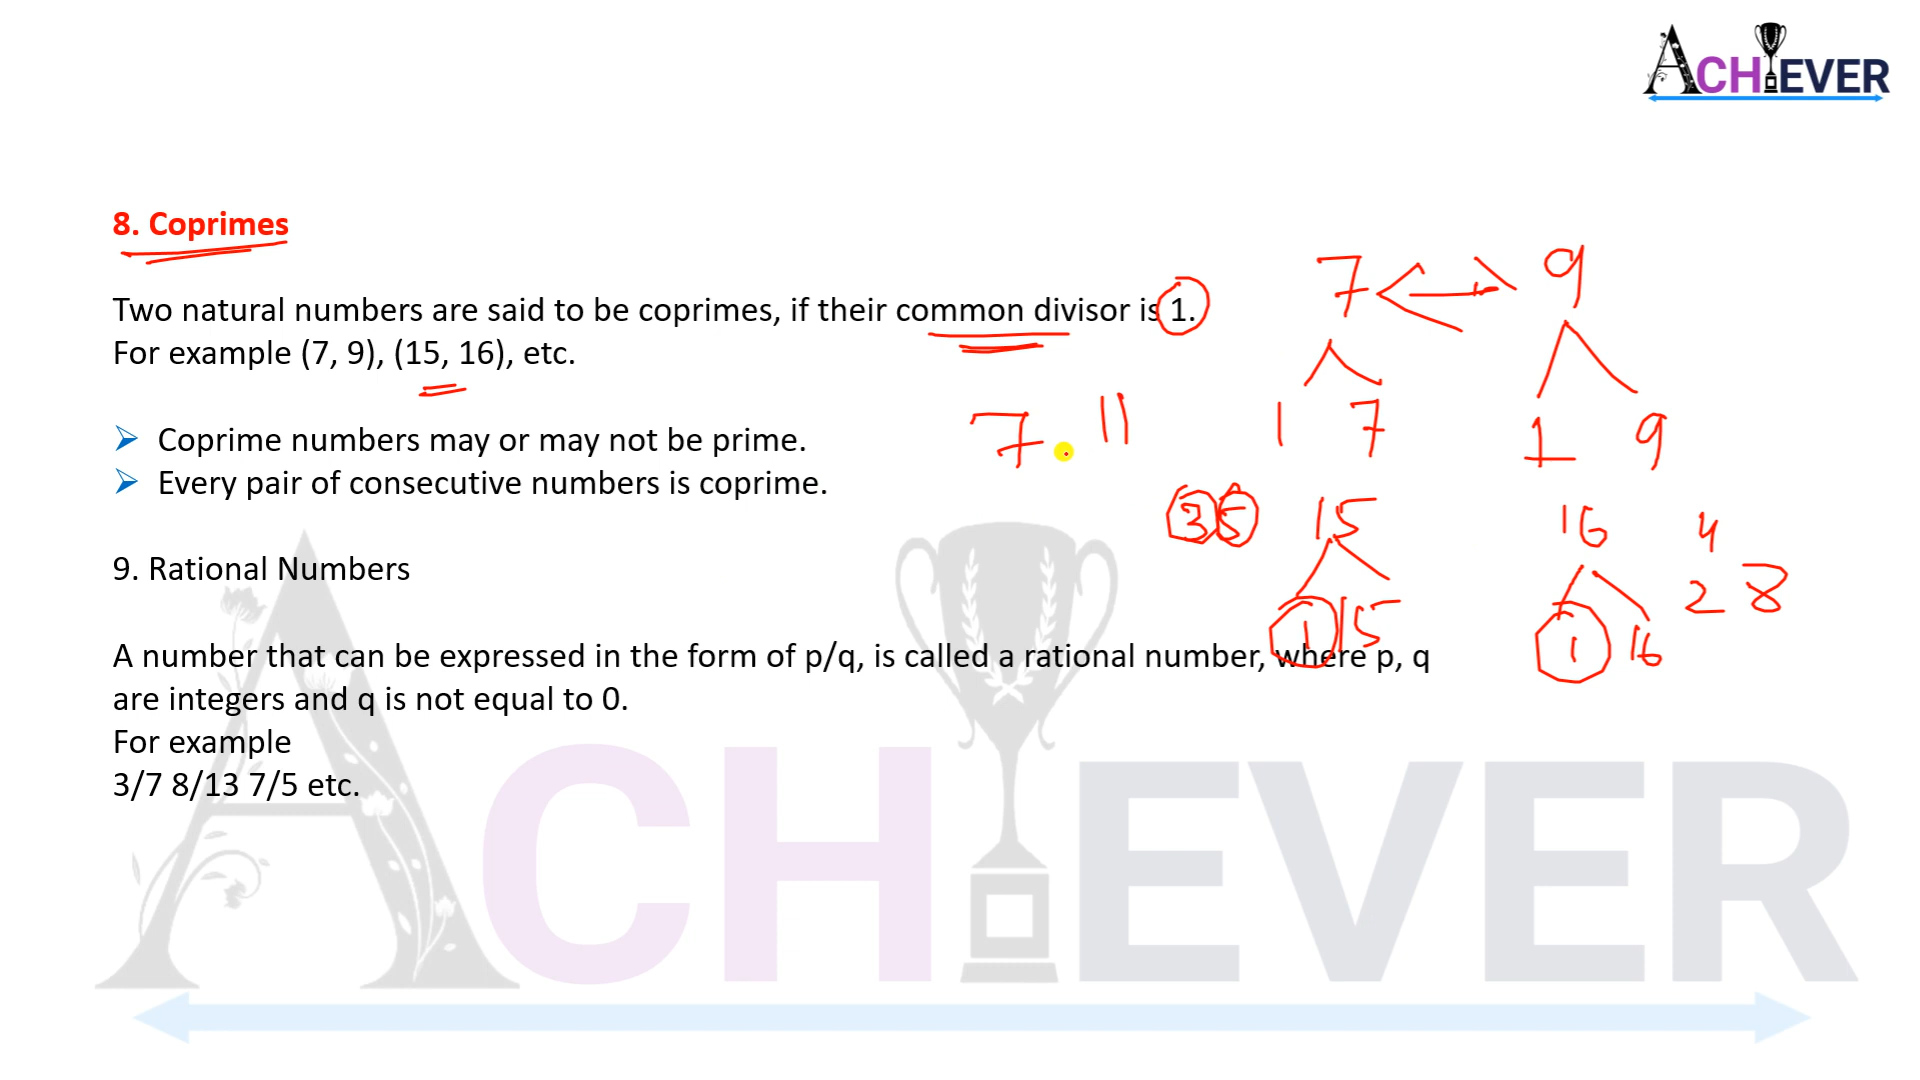 ACHIEVER
8. Coprimes
7 9
Two natural numbers are said to be coprimes, if their common divisor is 1.
For example (7, 9), (15, 16), etc.
7 . 11 1 7 1 9
Coprime numbers may or may not be prime.
Every pair of consecutive numbers is coprime.
3 5 15 16 4
2 8
9. Rational Numbers
1 15 1 16
A number that can be expressed in the form of p/q, is called a rational number, where p, q
are integers and q is not equal to 0.
For example
3/7 8/13 7/5 etc.
ACHIEVER